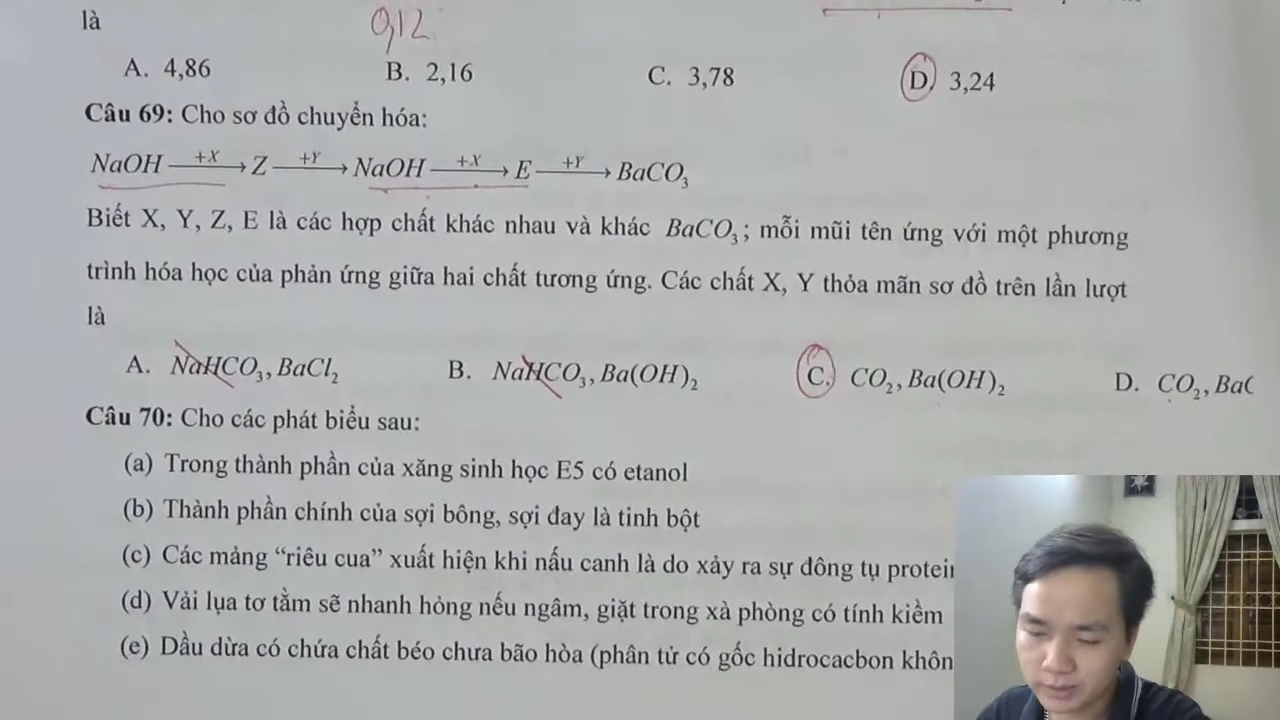 là
0,12
A. 4,86 B. 2,16 C. 3,78 D. 3,24
Câu 69: Cho sơ đồ chuyển hóa:
NaOH —+X→ Z —+Y→ NaOH —+X→ E —+Y→ BaCO₃
Biết X, Y, Z, E là các hợp chất khác nhau và khác BaCO₃; mỗi mũi tên ứng với một phương
trình hóa học của phản ứng giữa hai chất tương ứng. Các chất X, Y thỏa mãn sơ đồ trên lần lượt
là
A. NaHCO₃, BaCl₂ B. NaHCO₃, Ba(OH)₂ C. CO₂, Ba(OH)₂ D. CO₂, Ba(
Câu 70: Cho các phát biểu sau:
(a) Trong thành phần của xăng sinh học E5 có etanol
(b) Thành phần chính của sợi bông, sợi đay là tinh bột
(c) Các mảng “riêu cua” xuất hiện khi nấu canh là do xảy ra sự đông tụ protein
(d) Vải lụa tơ tằm sẽ nhanh hỏng nếu ngâm, giặt trong xà phòng có tính kiềm
(e) Dầu dừa có chứa chất béo chưa bão hòa (phân tử có gốc hidrocacbon